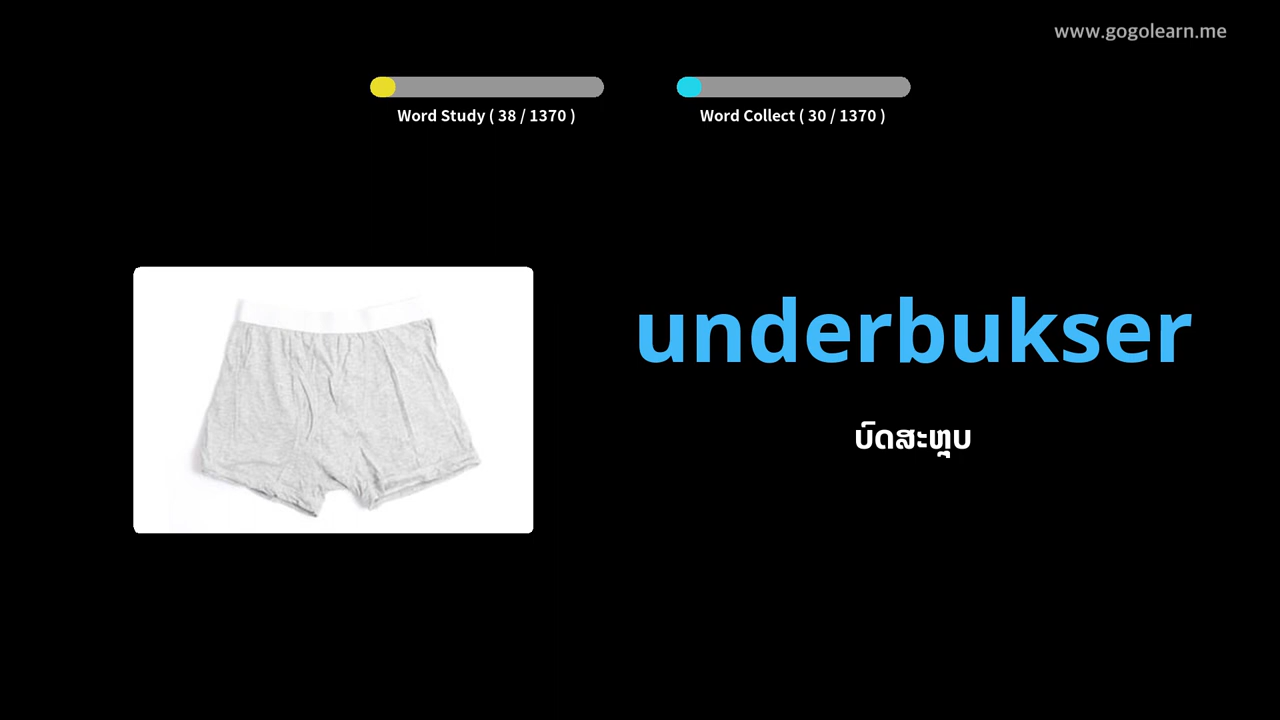 www.gogolearn.me
Word Study ( 38 / 1370 )
Word Collect ( 30 / 1370 )
underbukser
ບົດສະຫຼຸບ